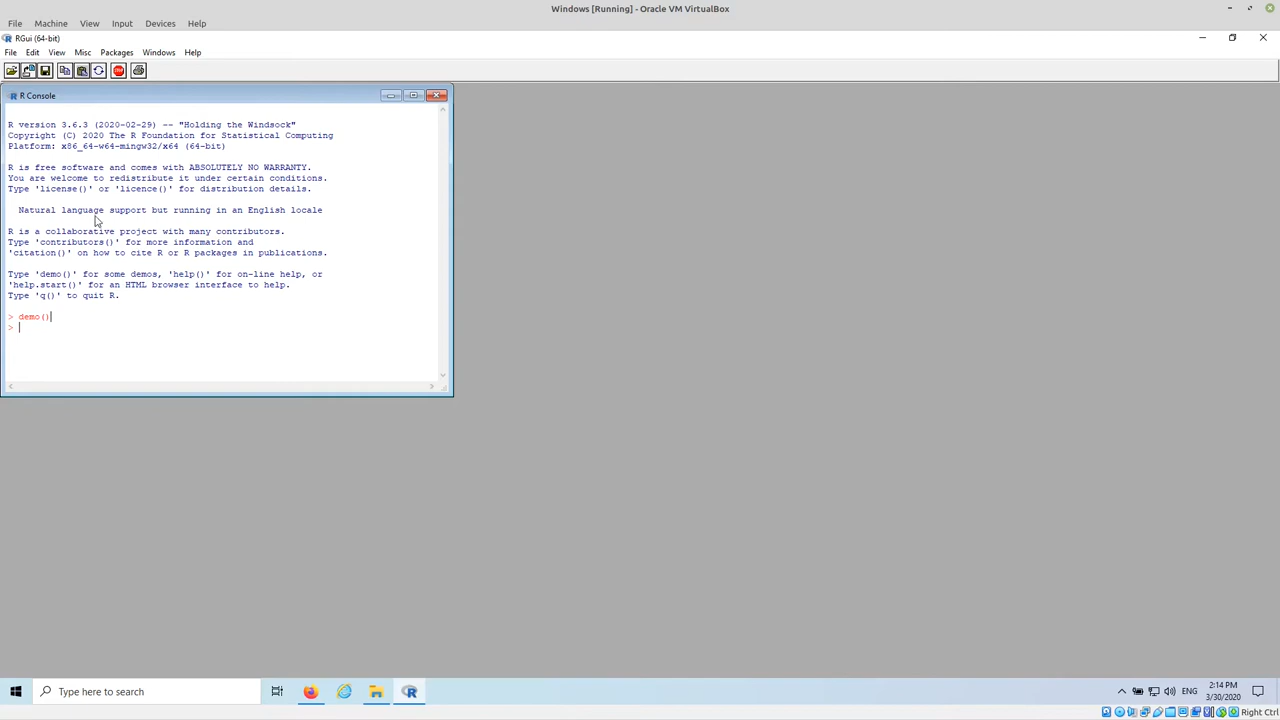 Windows [Running] - Oracle VM VirtualBox
File Machine View Input Devices Help
RGui (64-bit)
File Edit View Misc Packages Windows Help
STOP
R Console
R version 3.6.3 (2020-02-29) -- "Holding the Windsock"
Copyright (C) 2020 The R Foundation for Statistical Computing
Platform: x86_64-w64-mingw32/x64 (64-bit)
R is free software and comes with ABSOLUTELY NO WARRANTY.
You are welcome to redistribute it under certain conditions.
Type 'license()' or 'licence()' for distribution details.
Natural language support but running in an English locale
R is a collaborative project with many contributors.
Type 'contributors()' for more information and
'citation()' on how to cite R or R packages in publications.
Type 'demo()' for some demos, 'help()' for on-line help, or
'help.start()' for an HTML browser interface to help.
Type 'q()' to quit R.
> demo()
>
Type here to search
ENG
2:14 PM
3/30/2020
Right Ctrl